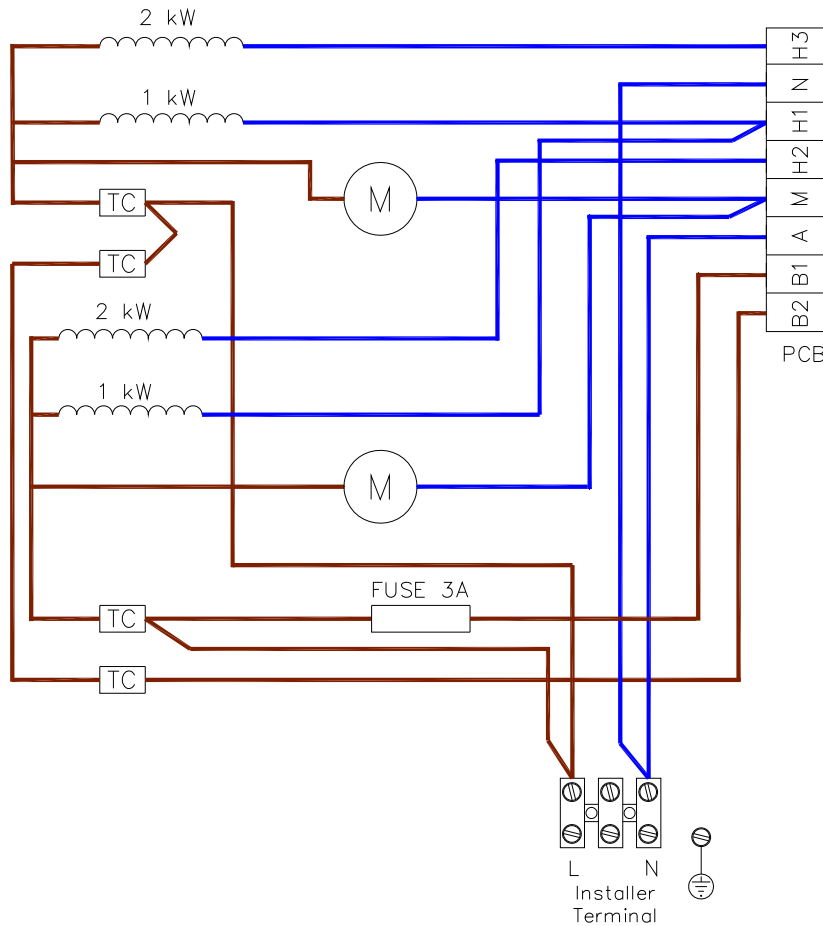 2 kW
H3
N
1 kW
H1
H2
M
M
TC
A
TC
B1
2 kW
B2
PCB
1 kW
M
FUSE 3A
TC
TC
L
N
Installer
Terminal